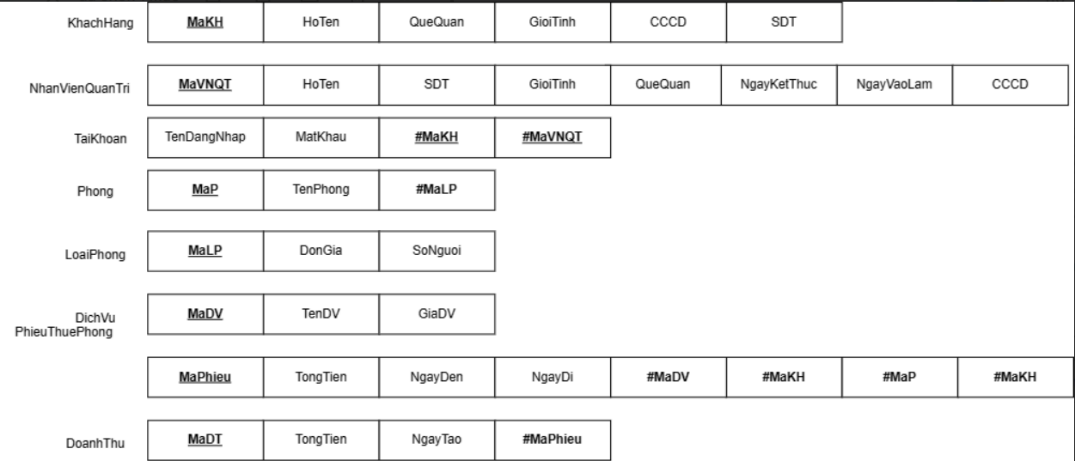 KhachHang MaKH HoTen QueQuan GioiTinh CCCD SDT
NhanVienQuanTri MaVNQT HoTen SDT GioiTinh QueQuan NgayKetThuc NgayVaoLam CCCD
TaiKhoan TenDangNhap MatKhau #MaKH #MaVNQT
Phong MaP TenPhong #MaLP
LoaiPhong MaLP DonGia SoNguoi
DichVu MaDV TenDV GiaDV
PhieuThuePhong
MaPhieu TongTien NgayDen NgayDi #MaDV #MaKH #MaP #MaKH
DoanhThu MaDT TongTien NgayTao #MaPhieu